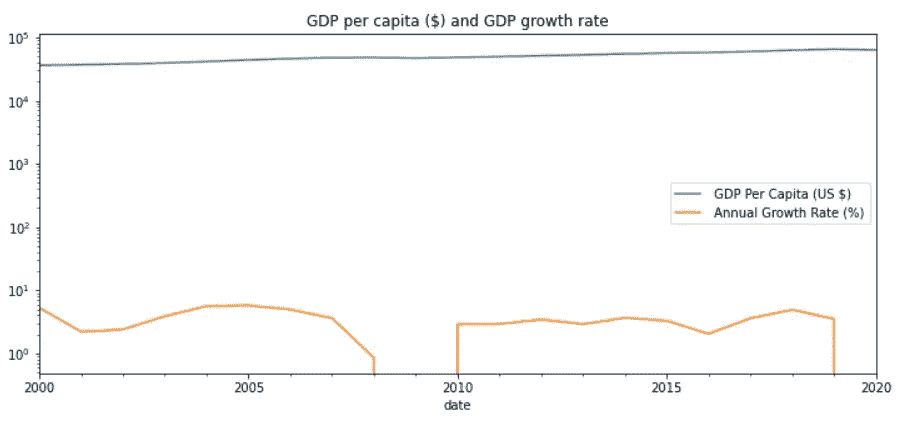 GDP per capita ($) and GDP growth rate
10⁵
10⁴
10³
10²
10¹
10⁰
GDP Per Capita (US $)
Annual Growth Rate (%)
2000 2005 2010 2015 2020
date